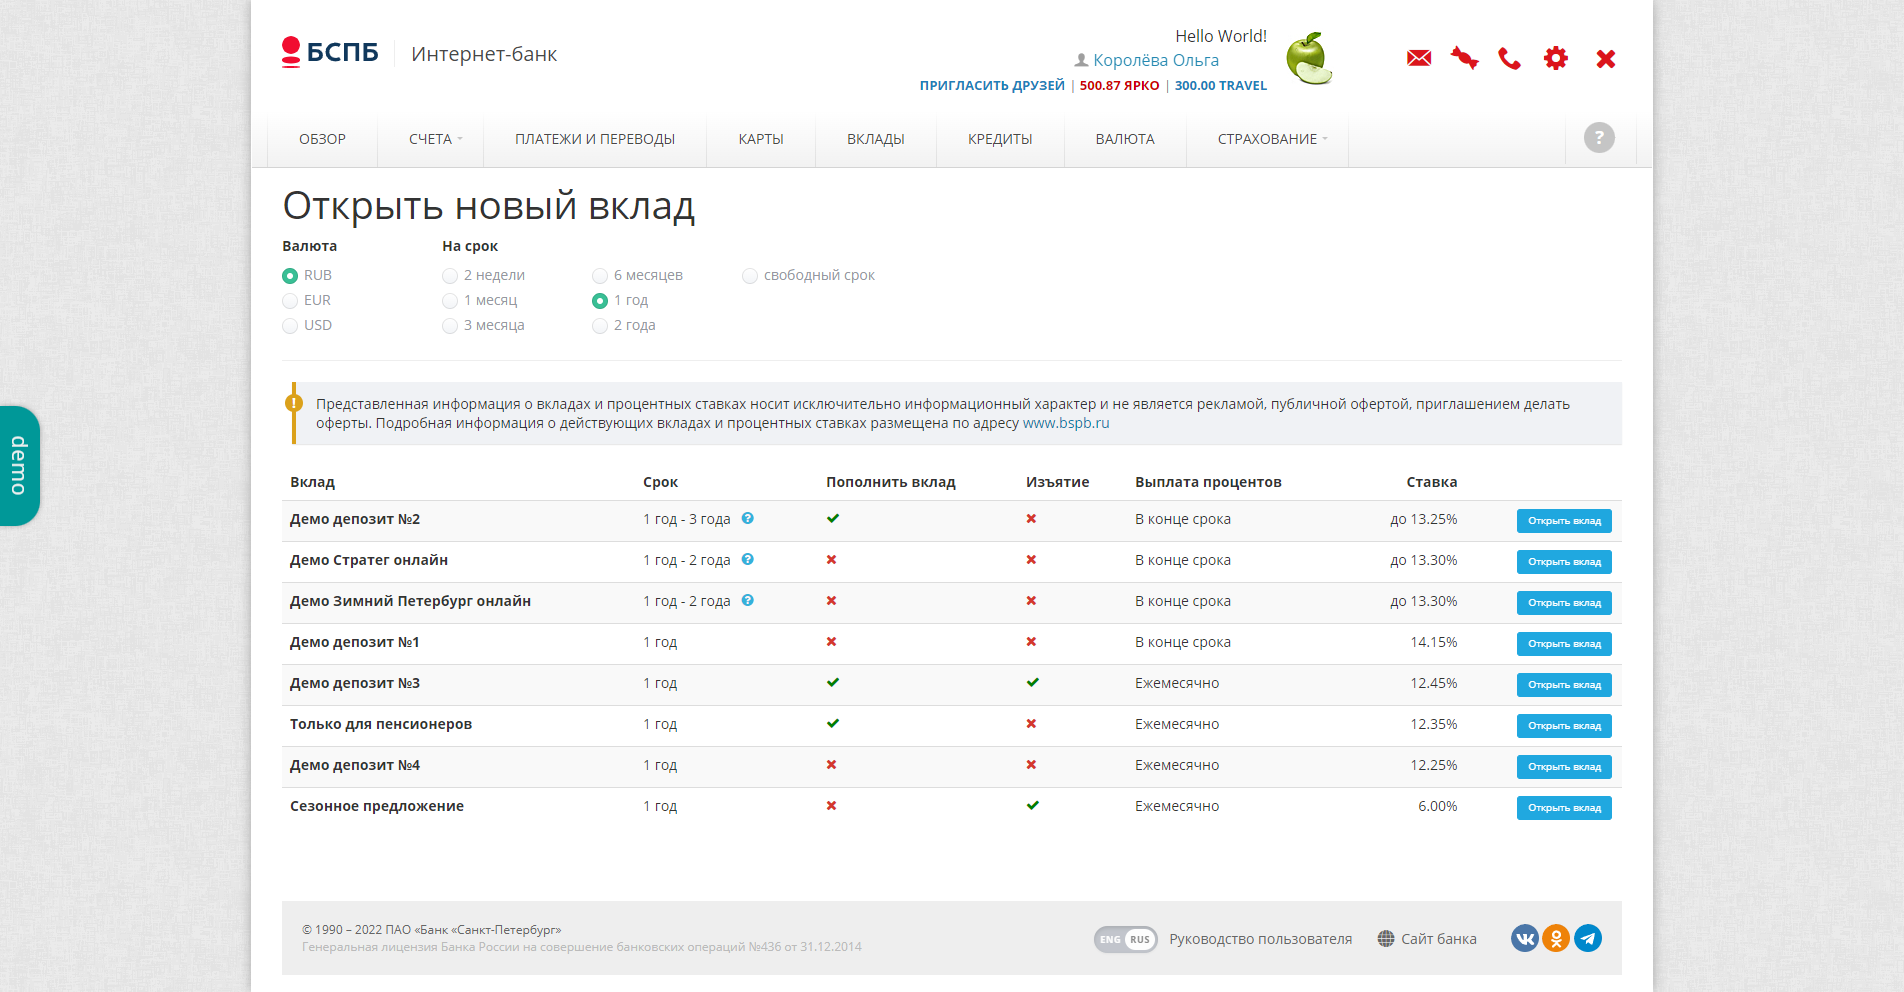 БСПБ
Интернет-банк
Hello World!
Королёва Ольга
ПРИГЛАСИТЬ ДРУЗЕЙ | 500.87 ЯРКО | 300.00 TRAVEL
ОБЗОР СЧЕТА ПЛАТЕЖИ И ПЕРЕВОДЫ КАРТЫ ВКЛАДЫ КРЕДИТЫ ВАЛЮТА СТРАХОВАНИЕ ?
Открыть новый вклад
Валюта На срок
RUB 2 недели 6 месяцев свободный срок
EUR 1 месяц 1 год
USD 3 месяца 2 года
!
Представленная информация о вкладах и процентных ставках носит исключительно информационный характер и не является рекламой, публичной офертой, приглашением делать
оферты. Подробная информация о действующих вкладах и процентных ставках размещена по адресу www.bspb.ru
demo
Вклад Срок Пополнить вклад Изъятие Выплата процентов Ставка
Демо депозит №2 1 год - 3 года ? В конце срока до 13.25% Открыть вклад
Демо Стратег онлайн 1 год - 2 года ? В конце срока до 13.30% Открыть вклад
Демо Зимний Петербург онлайн 1 год - 2 года ? В конце срока до 13.30% Открыть вклад
Демо депозит №1 1 год В конце срока 14.15% Открыть вклад
Демо депозит №3 1 год Ежемесячно 12.45% Открыть вклад
Только для пенсионеров 1 год Ежемесячно 12.35% Открыть вклад
Демо депозит №4 1 год Ежемесячно 12.25% Открыть вклад
Сезонное предложение 1 год Ежемесячно 6.00% Открыть вклад
© 1990 – 2022 ПАО «Банк «Санкт-Петербург»
Генеральная лицензия Банка России на совершение банковских операций №436 от 31.12.2014
ENG RUS Руководство пользователя Сайт банка